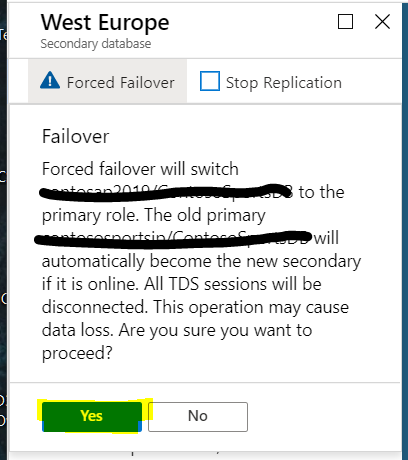 West Europe
Secondary database
Forced Failover
Stop Replication
Failover
Forced failover will switch
to the
primary role. The old primary
will
automatically become the new secondary
if it is online. All TDS sessions will be
disconnected. This operation may cause
data loss. Are you sure you want to
proceed?
Yes
No